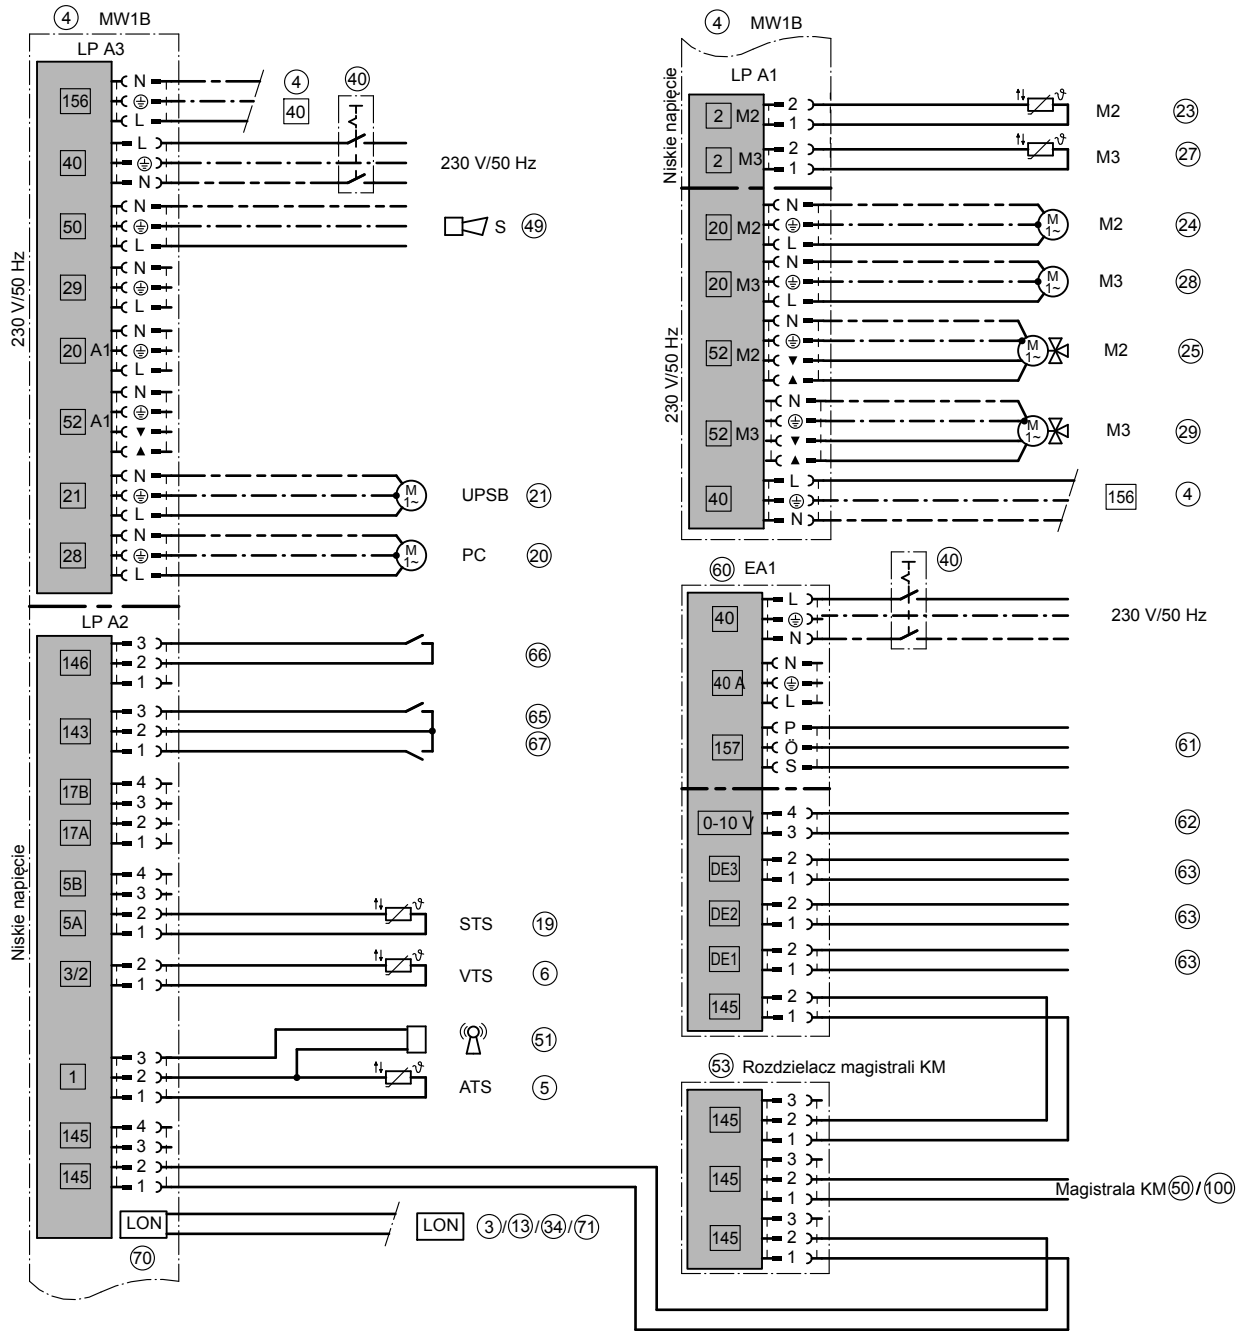 4 MW1B
LP A3
230 V/50 Hz
156 N L 4 40
40
40 L N 230 V/50 Hz
50 N L S 49
29 N L
20 A1 N L
52 A1 N ▼ ▲
21 N L M 1~ UPSB 21
28 N L M 1~ PC 20
LP A2
Niskie napięcie
146 3 2 1 66
143 3 2 1 65 67
17B 4 3
17A 2 1
5B 4 3
5A 2 1 ϑ STS 19
3/2 2 1 ϑ VTS 6
51
1 3 2 1 ϑ ATS 5
145 4 3
145 2 1
LON LON 3/13/34/71
70
4 MW1B
Niskie napięcie
LP A1
2 M2 2 1 ϑ M2 23
2 M3 2 1 ϑ M3 27
230 V/50 Hz
20 M2 N L M 1~ M2 24
20 M3 N L M 1~ M3 28
52 M2 N ▼ ▲ M 1~ M2 25
52 M3 N ▼ ▲ M 1~ M3 29
40 L N 156 4
60 EA1 40
40 L N 230 V/50 Hz
40 A N L
157 P Ö S 61
0-10 V 4 3 62
DE3 2 1 63
DE2 2 1 63
DE1 2 1 63
145 2 1
53 Rozdzielacz magistrali KM
145 3 2 1
145 3 2 1 Magistrala KM 50/100
145 3 2 1